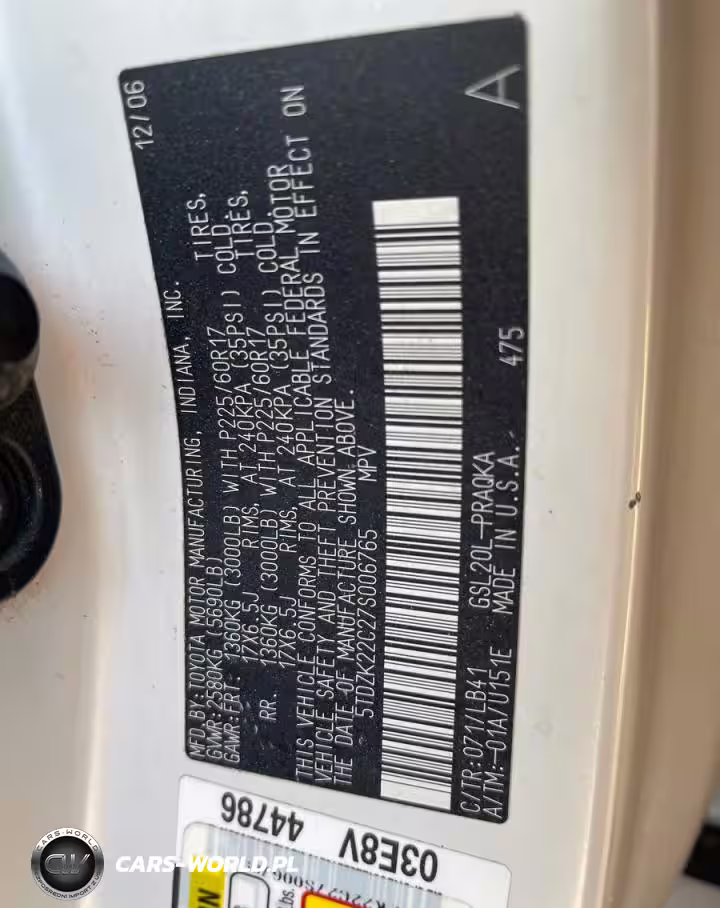 12/06
MFD.BY:TOYOTA MOTOR MANUFACTURING, INDIANA, INC.
GVWR:2580KG(5690LB)
GAWR:FRT. 1360KG (3000LB) WITH P225/60R17 TIRES,
17X6.5J RIMS, AT 240KPA (35PSI) COLD.
RR. 1360KG (3000LB) WITH P225/60R17 TIRES,
17X6.5J RIMS, AT 240KPA (35PSI) COLD.
THIS VEHICLE CONFORMS TO ALL APPLICABLE FEDERAL MOTOR
VEHICLE SAFETY AND THEFT PREVENTION STANDARDS IN EFFECT ON
THE DATE OF MANUFACTURE SHOWN ABOVE.
5TDZK22C27S006765 MPV
C/TR:071/LB41 GSL20L-PRAQKA 475
A/TM:-01A/U151E MADE IN U.S.A.
A
03E8V
44786
CARS-WORLD
CW
CARS-WORLD.PL